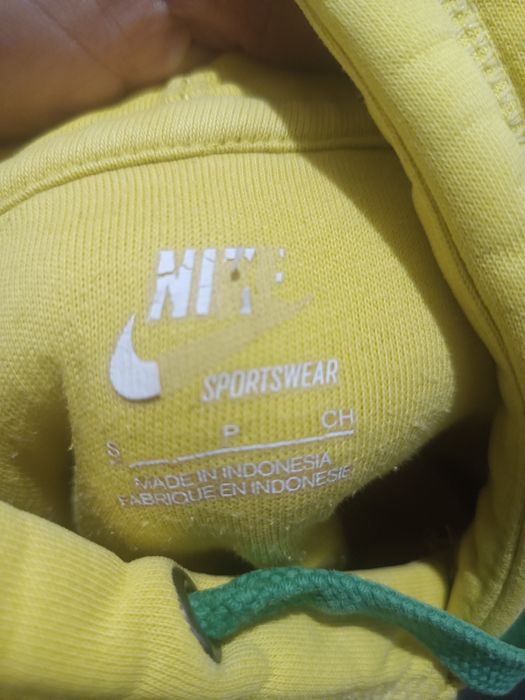 NIKE
SPORTSWEAR
S P CH
MADE IN INDONESIA
FABRIQUE EN INDONESIE